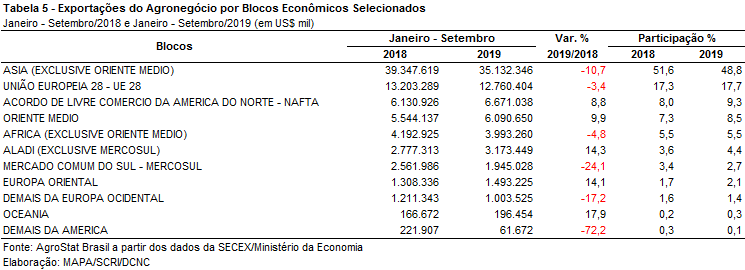 Tabela 5 - Exportações do Agronegócio por Blocos Econômicos Selecionados
Janeiro - Setembro/2018 e Janeiro - Setembro/2019 (em US$ mil)
Blocos Janeiro - Setembro Var. % Participação %
2018 2019 2019/2018 2018 2019
ASIA (EXCLUSIVE ORIENTE MEDIO) 39.347.619 35.132.346 -10,7 51,6 48,8
UNIÃO EUROPEIA 28 - UE 28 13.203.289 12.760.404 -3,4 17,3 17,7
ACORDO DE LIVRE COMERCIO DA AMERICA DO NORTE - NAFTA 6.130.926 6.671.038 8,8 8,0 9,3
ORIENTE MEDIO 5.544.137 6.090.650 9,9 7,3 8,5
AFRICA (EXCLUSIVE ORIENTE MEDIO) 4.192.925 3.993.260 -4,8 5,5 5,5
ALADI (EXCLUSIVE MERCOSUL) 2.777.313 3.173.449 14,3 3,6 4,4
MERCADO COMUM DO SUL - MERCOSUL 2.561.986 1.945.028 -24,1 3,4 2,7
EUROPA ORIENTAL 1.308.336 1.493.225 14,1 1,7 2,1
DEMAIS DA EUROPA OCIDENTAL 1.211.343 1.003.525 -17,2 1,6 1,4
OCEANIA 166.672 196.454 17,9 0,2 0,3
DEMAIS DA AMERICA 221.907 61.672 -72,2 0,3 0,1
Fonte: AgroStat Brasil a partir dos dados da SECEX/Ministério da Economia
Elaboração: MAPA/SCRI/DCNC